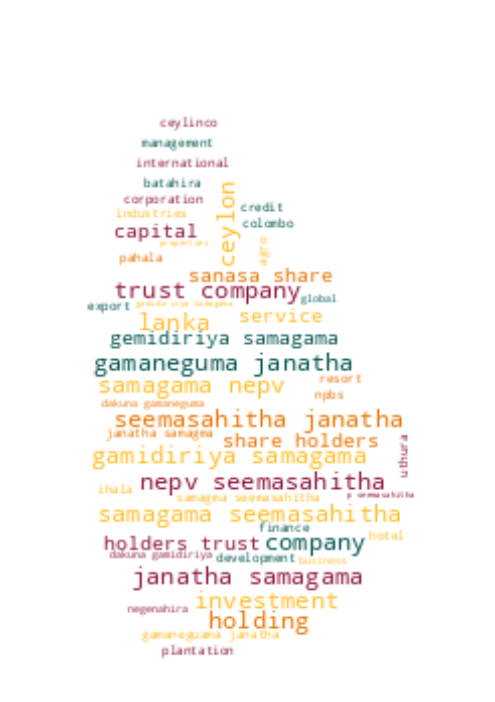 ceylinco
management
international
batahira
corporation
credit
industries
ceylon
colombo
capital
properties
agro
pahala
sanasa share
trust company
global
export
gemidiriya samagama
lanka
service
gemidiriya samagama
gamaneguma janatha
samagama nepv
resort
npbs
dakuna gamaneguma
seemasahitha janatha
janatha samagma
share holders
uthura
gamidiriya samagama
nepv seemasahitha
ihala
p seemasahitha
samagma seemasahitha
samagama seemasahitha
finance
hotel
holders trust
company
dakuna gamidiriya
development
business
janatha samagama
investment
negenahira
holding
gamaneguama janatha
plantation